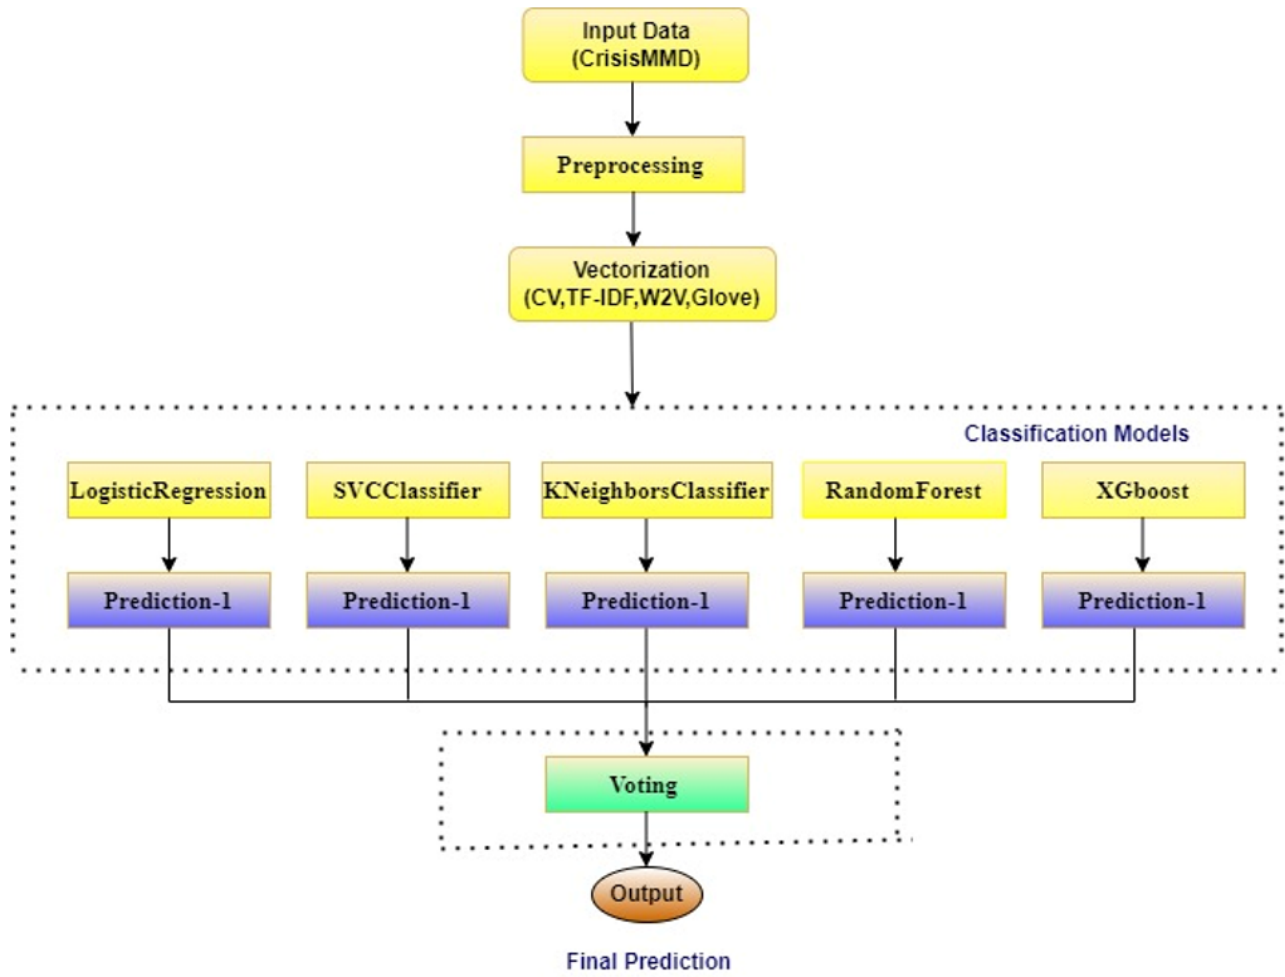 Input Data
(CrisisMMD)
Preprocessing
Vectorization
(CV,TF-IDF,W2V,Glove)
Classification Models
LogisticRegression
SVCClassifier
KNeighborsClassifier
RandomForest
XGboost
Prediction-1
Prediction-1
Prediction-1
Prediction-1
Prediction-1
Voting
Output
Final Prediction